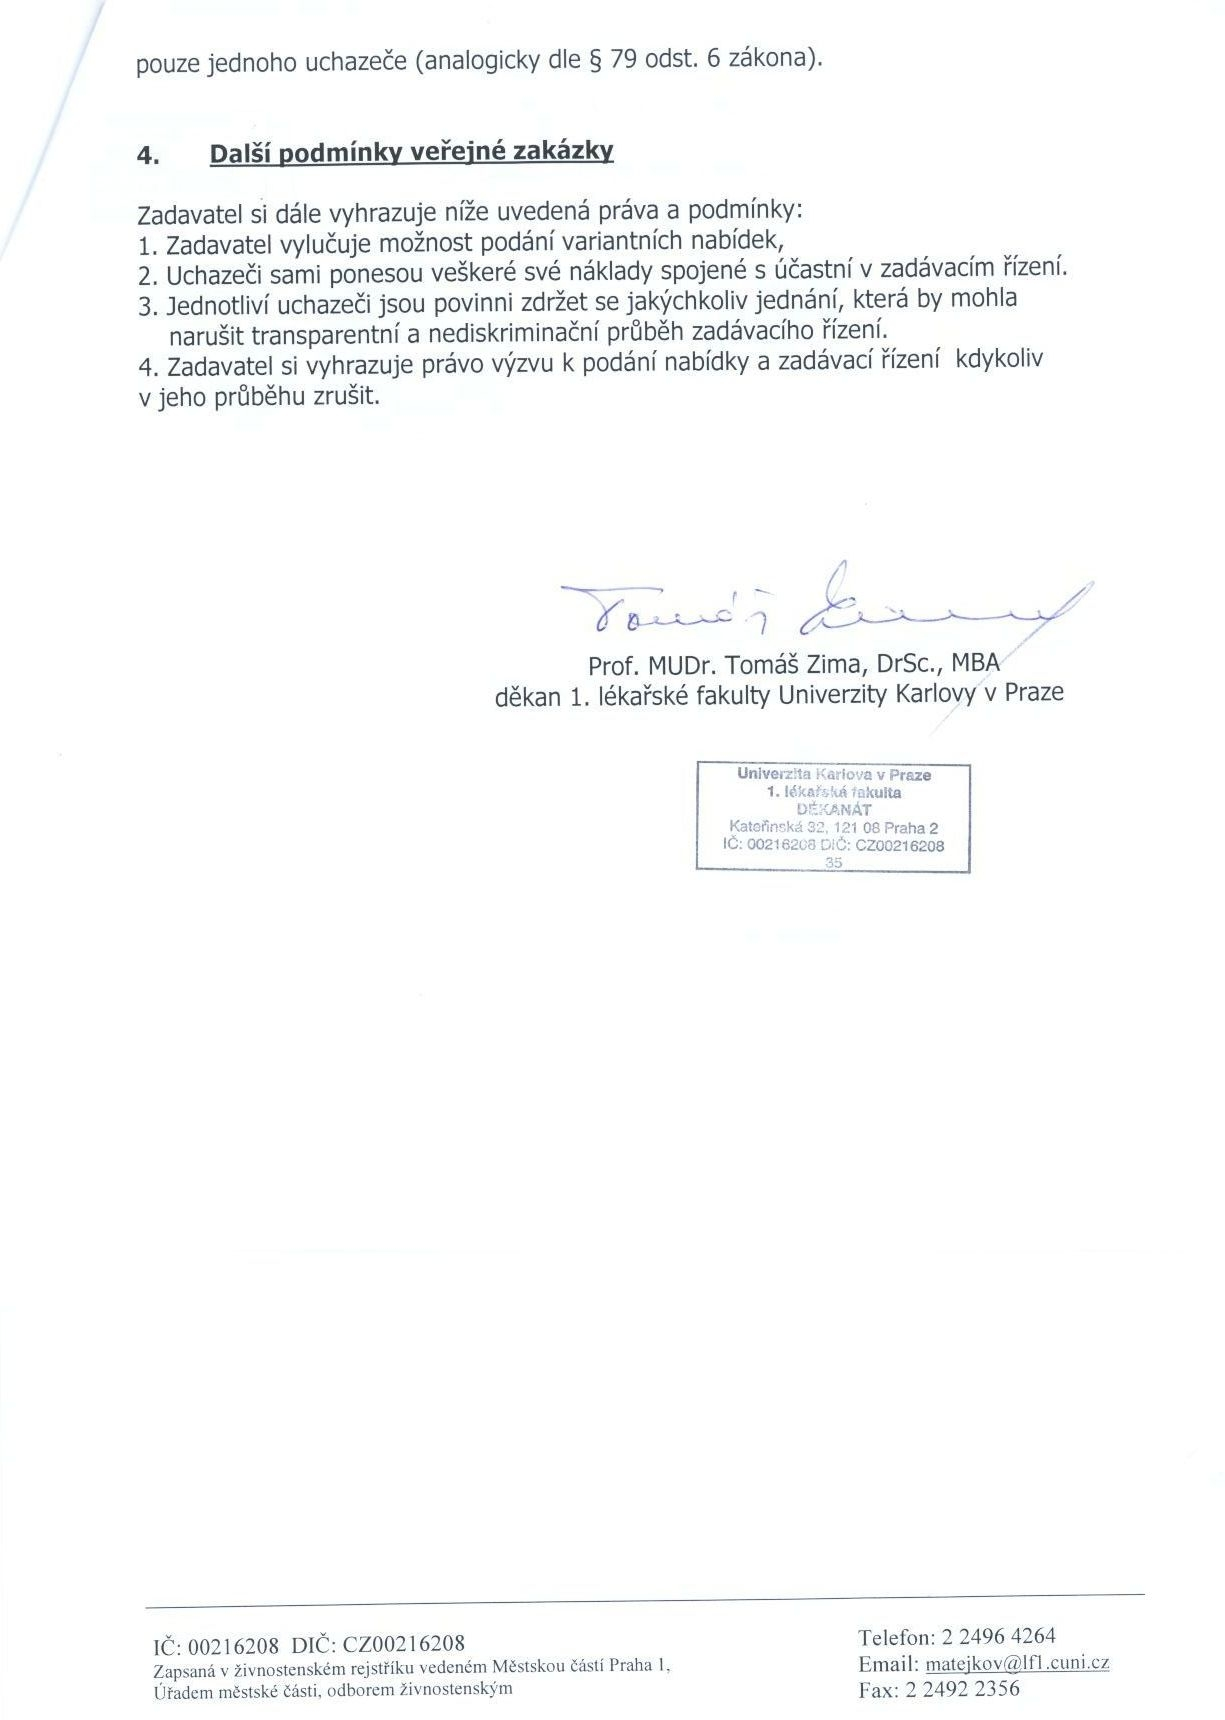 pouze jednoho uchazeče (analogicky dle § 79 odst. 6 zákona).
4. Další podmínky veřejné zakázky
Zadavatel si dále vyhrazuje níže uvedená práva a podmínky:
1. Zadavatel vylučuje možnost podání variantních nabídek,
2. Uchazeči sami ponesou veškeré své náklady spojené s účastní v zadávacím řízení.
3. Jednotliví uchazeči jsou povinni zdržet se jakýchkoliv jednání, která by mohla
narušit transparentní a nediskriminační průběh zadávacího řízení.
4. Zadavatel si vyhrazuje právo výzvu k podání nabídky a zadávací řízení kdykoliv
v jeho průběhu zrušit.
Tomáš Zima
Prof. MUDr. Tomáš Zima, DrSc., MBA
děkan 1. lékařské fakulty Univerzity Karlovy v Praze
Univerzita Karlova v Praze
1. lékařská fakulta
DĚKANÁT
Kateřinská 32, 121 08 Praha 2
IČ: 00216208 DIČ: CZ00216208
35
IČ: 00216208 DIČ: CZ00216208
Zapsaná v živnostenském rejstříku vedeném Městskou částí Praha 1,
Úřadem městské části, odborem živnostenským
Telefon: 2 2496 4264
Email: matejkov@lf1.cuni.cz
Fax: 2 2492 2356